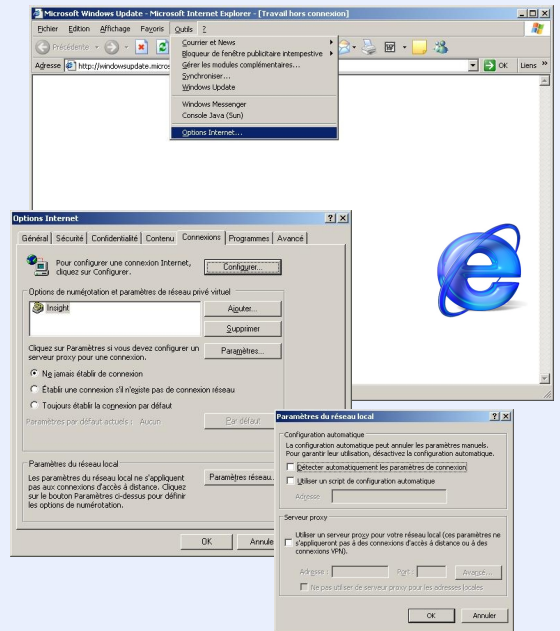 Microsoft Windows Update - Microsoft Internet Explorer - [Travail hors connexion]
Fichier Edition Affichage Favoris Outils ?
Précédente
Adresse http://windowsupdate.micros OK Liens »
Courrier et News
Bloqueur de fenêtre publicitaire intempestive
Gérer les modules complémentaires...
Synchroniser...
Windows Update
Windows Messenger
Console Java (Sun)
Options Internet...
Options Internet
Général Sécurité Confidentialité Contenu Connexions Programmes Avancé
Pour configurer une connexion Internet,
cliquez sur Configurer.
Configurer...
Options de numérotation et paramètres de réseau privé virtuel
Insight
Ajouter...
Supprimer
Cliquez sur Paramètres si vous devez configurer un
serveur proxy pour une connexion.
Paramètres...
Ne jamais établir de connexion
Établir une connexion s'il n'existe pas de connexion réseau
Toujours établir la connexion par défaut
Paramètres par défaut actuels : Aucun
Par défaut
Paramètres du réseau local
Les paramètres du réseau local ne s'appliquent
pas aux connexions d'accès à distance. Cliquez
sur le bouton Paramètres ci-dessus pour définir
les options de numérotation.
Paramètres réseau.
OK Annule
Paramètres du réseau local
Configuration automatique
La configuration automatique peut annuler les paramètres manuels.
Pour garantir leur utilisation, désactivez la configuration automatique.
Détecter automatiquement les paramètres de connexion
Utiliser un script de configuration automatique
Adresse
Serveur proxy
Utiliser un serveur proxy pour votre réseau local (ces paramètres ne
s'appliqueront pas à des connexions d'accès à distance ou à des
connexions VPN).
Adresse : Port : Avancé...
Ne pas utiliser de serveur proxy pour les adresses locales
OK Annuler